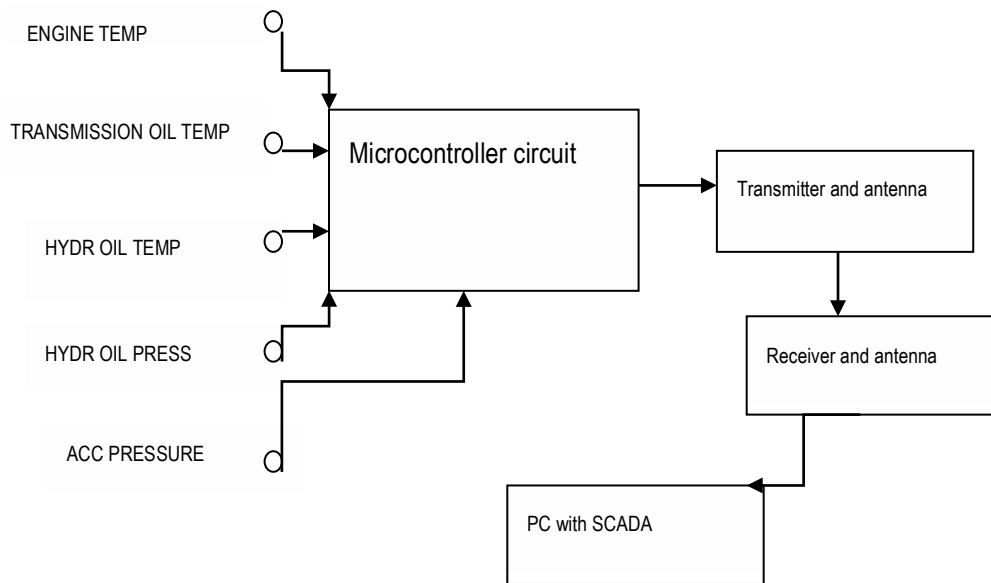 ENGINE TEMP
TRANSMISSION OIL TEMP
Microcontroller circuit
Transmitter and antenna
HYDR OIL TEMP
HYDR OIL PRESS
Receiver and antenna
ACC PRESSURE
PC with SCADA